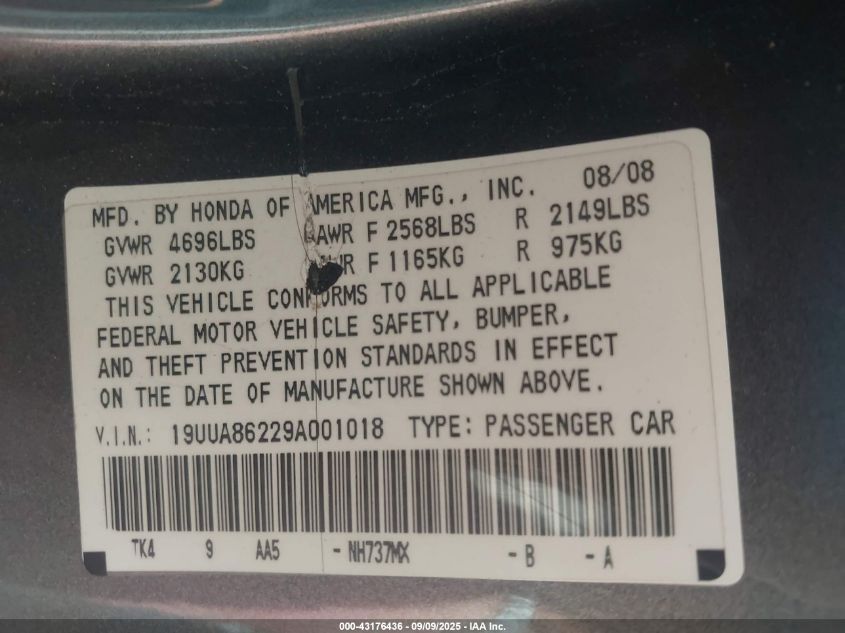 MFD. BY HONDA OF AMERICA MFG., INC. 08/08
GVWR 4696LBS GAWR F 2568LBS R 2149LBS
GVWR 2130KG GAWR F 1165KG R 975KG
THIS VEHICLE CONFORMS TO ALL APPLICABLE
FEDERAL MOTOR VEHICLE SAFETY, BUMPER,
AND THEFT PREVENTION STANDARDS IN EFFECT
ON THE DATE OF MANUFACTURE SHOWN ABOVE.
V.I.N.: 19UUA86229A001018 TYPE: PASSENGER CAR
TK4 9 AA5 -NH737MX -B -A
000-43176436 - 09/09/2025 - IAA Inc.